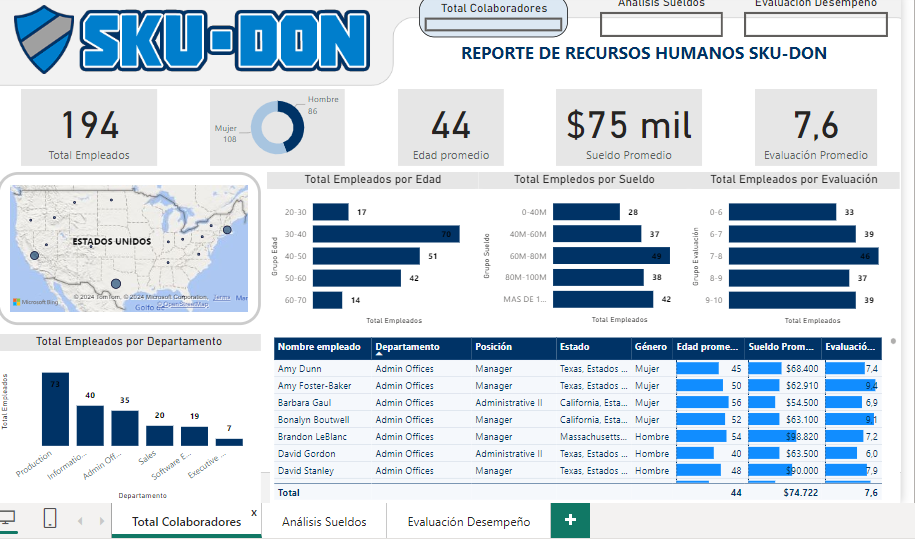 SKU-DON
Total Colaboradores
Análisis Sueldos
Evaluación Desempeño
REPORTE DE RECURSOS HUMANOS SKU-DON
194
Total Empleados
Hombre
86
Mujer
108
44
Edad promedio
$75 mil
Sueldo Promedio
7,6
Evaluación Promedio
ESTADOS UNIDOS
Microsoft Bing
© 2024 TomTom, © 2024 Microsoft Corporation, Terms
© OpenStreetMap
Golfo de
Mar
Total Empleados por Edad
Grupo Edad
20-30 17
30-40 70
40-50 51
50-60 42
60-70 14
Total Empleados
Total Empledos por Sueldo
Grupo Sueldo
0-40M 28
40M-60M 37
60M-80M 49
80M-100M 38
MAS DE 1... 42
Total Empleados
Total Empleados por Evaluación
Grupo Evaluación
0-6 33
6-7 39
7-8 46
8-9 37
9-10 39
Total Empleados
Total Empleados por Departamento
Total Empleados
73
40
35
20
19
7
Production
Informatio...
Admin Off...
Sales
Software E...
Executive ...
Departamento
Nombre empleado Departamento Posición Estado Género Edad prome... Sueldo Prom... Evaluació...
Amy Dunn Admin Offices Manager Texas, Estados ... Mujer 45 $68.400 7,4
Amy Foster-Baker Admin Offices Manager Texas, Estados ... Mujer 50 $62.910 9,4
Barbara Gaul Admin Offices Administrative II California, Esta... Mujer 56 $54.500 6,9
Bonalyn Boutwell Admin Offices Manager California, Esta... Mujer 52 $63.100 9,1
Brandon LeBlanc Admin Offices Manager Massachusetts... Hombre 54 $98.820 7,2
David Gordon Admin Offices Administrative II Texas, Estados ... Hombre 40 $63.500 6,0
David Stanley Admin Offices Manager Texas, Estados ... Hombre 48 $90.000 7,9
Total 44 $74.722 7,6
Total Colaboradores x
Análisis Sueldos
Evaluación Desempeño
+